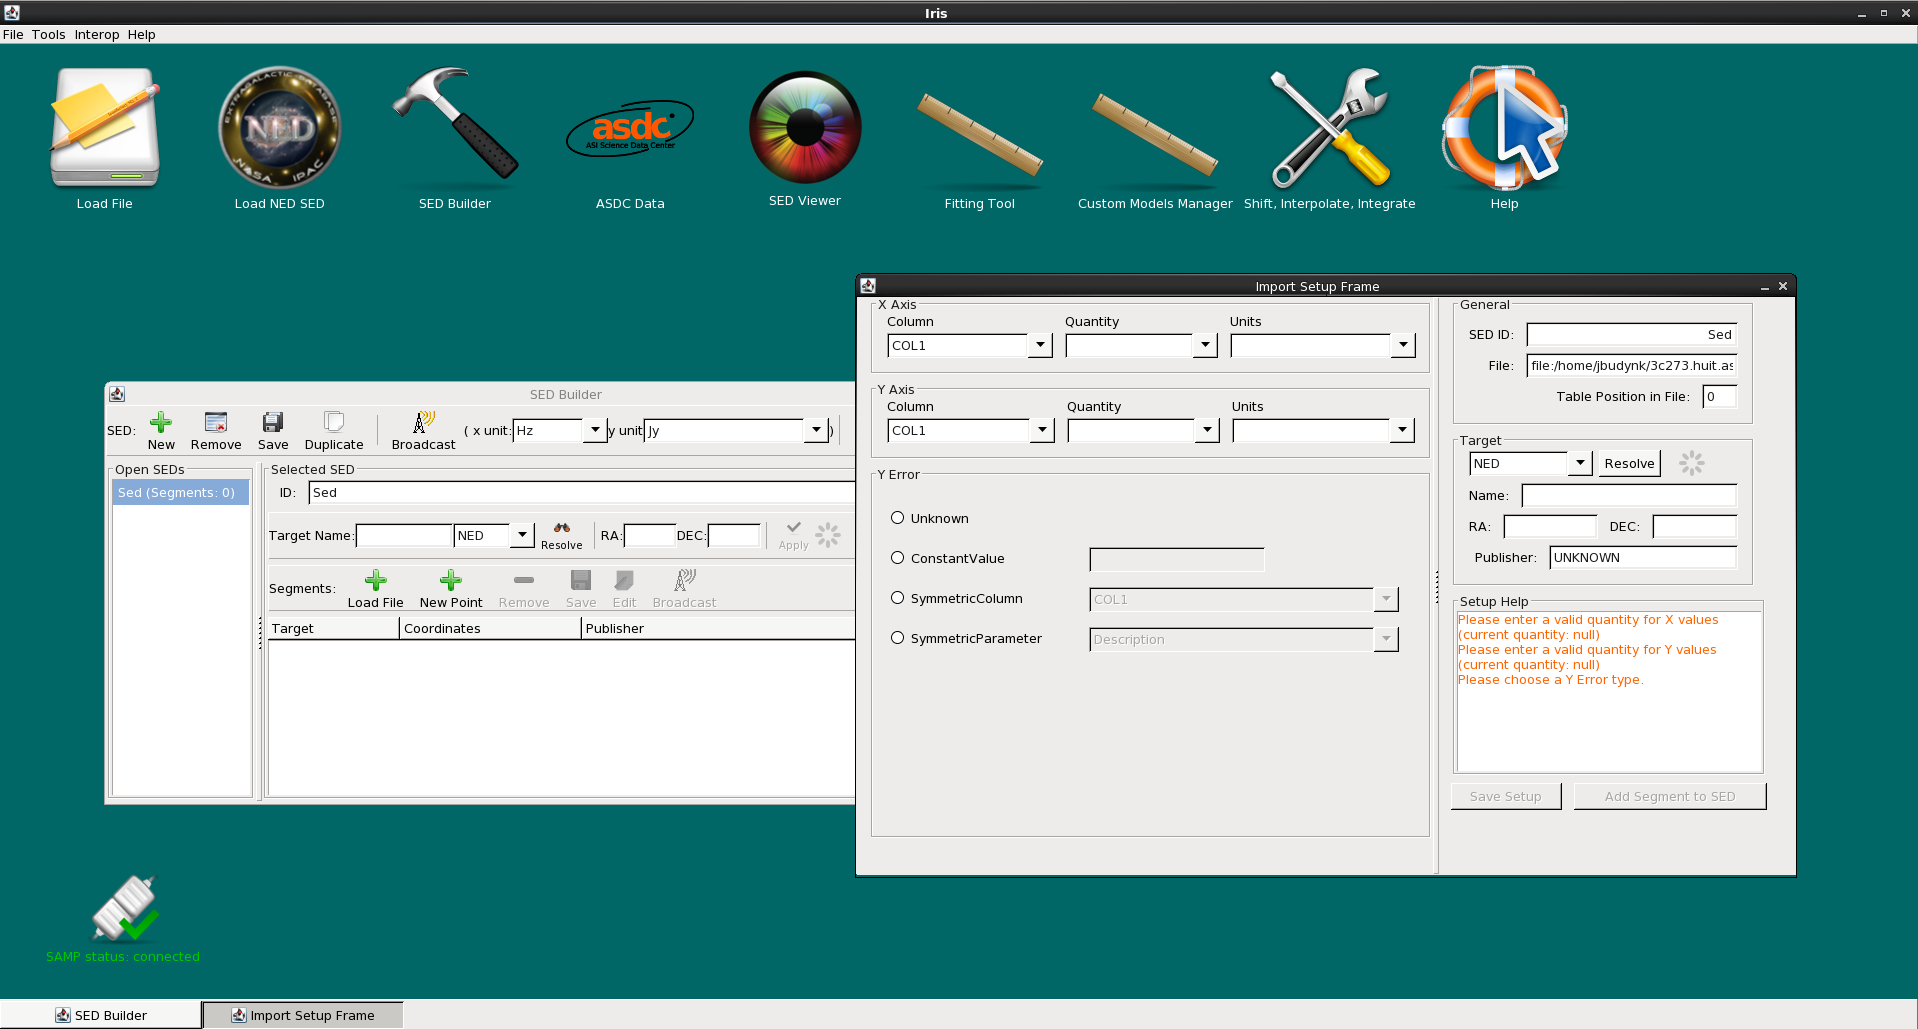 Iris
File Tools Interop Help
EXTRAGALACTIC DATABASE
NED
NASA IPAC
asdc
ASI Science Data Center
Load File
Load NED SED
SED Builder
ASDC Data
SED Viewer
Fitting Tool
Custom Models Manager
Shift, Interpolate, Integrate
Help
SED Builder
SED:
New
Remove
Save
Duplicate
Broadcast
( x unit: Hz
y unit Jy )
Open SEDs
Sed (Segments: 0)
Selected SED
ID: Sed
Target Name: NED Resolve RA: DEC: Apply
Segments: Load File New Point Remove Save Edit Broadcast
Target Coordinates Publisher
Import Setup Frame
X Axis
Column Quantity Units
COL1
Y Axis
Column Quantity Units
COL1
Y Error
Unknown
ConstantValue
SymmetricColumn COL1
SymmetricParameter Description
General
SED ID: Sed
File: file:/home/jbudynk/3c273.huit.as
Table Position in File: 0
Target
NED Resolve
Name:
RA: DEC:
Publisher: UNKNOWN
Setup Help
Please enter a valid quantity for X values
(current quantity: null)
Please enter a valid quantity for Y values
(current quantity: null)
Please choose a Y Error type.
Save Setup Add Segment to SED
SAMP status: connected
SED Builder Import Setup Frame